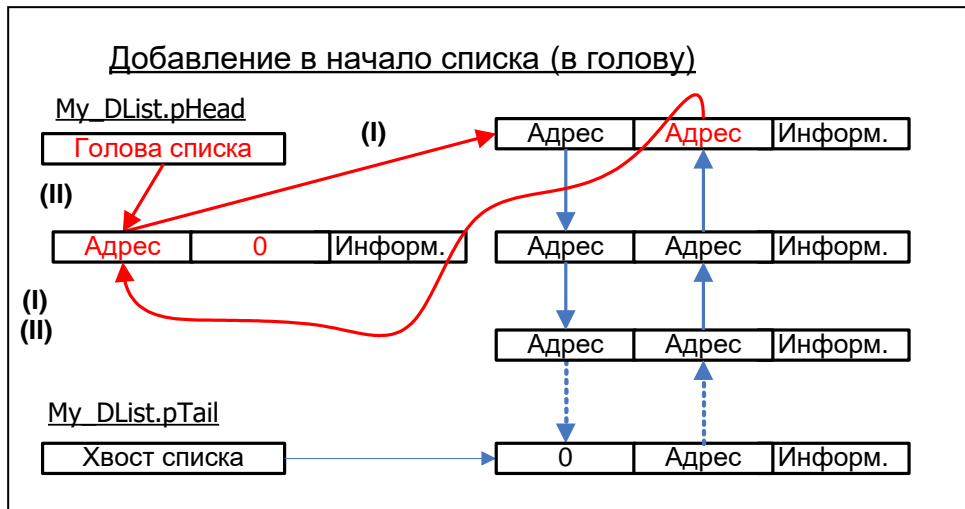 Добавление в начало списка (в голову)
My_DList.pHead
Голова списка
(I)
Адрес Адрес Информ.
(II)
Адрес 0 Информ.
Адрес Адрес Информ.
(I)
(II)
Адрес Адрес Информ.
My_DList.pTail
Хвост списка
0 Адрес Информ.